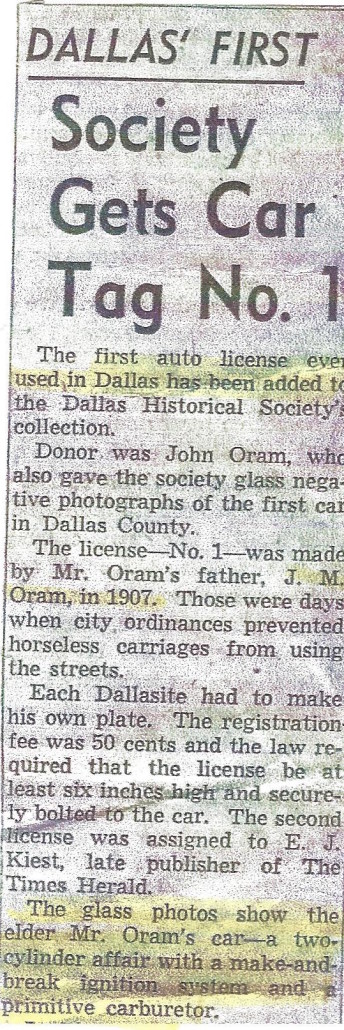 DALLAS' FIRST
Society
Gets Car
Tag No. 1
The first auto license ever
used in Dallas has been added to
the Dallas Historical Society's
collection.
Donor was John Oram, who
also gave the society glass nega-
tive photographs of the first car
in Dallas County.
The license—No. 1—was made
by Mr. Oram's father, J. M.
Oram, in 1907. Those were days
when city ordinances prevented
horseless carriages from using
the streets.
Each Dallasite had to make
his own plate. The registration
fee was 50 cents and the law re-
quired that the license be at
least six inches high and secure-
ly bolted to the car. The second
license was assigned to E. J.
Kiest, late publisher of The
Times Herald.
The glass photos show the
elder Mr. Oram's car—a two-
cylinder affair with a make-and-
break ignition system and a
primitive carburetor.